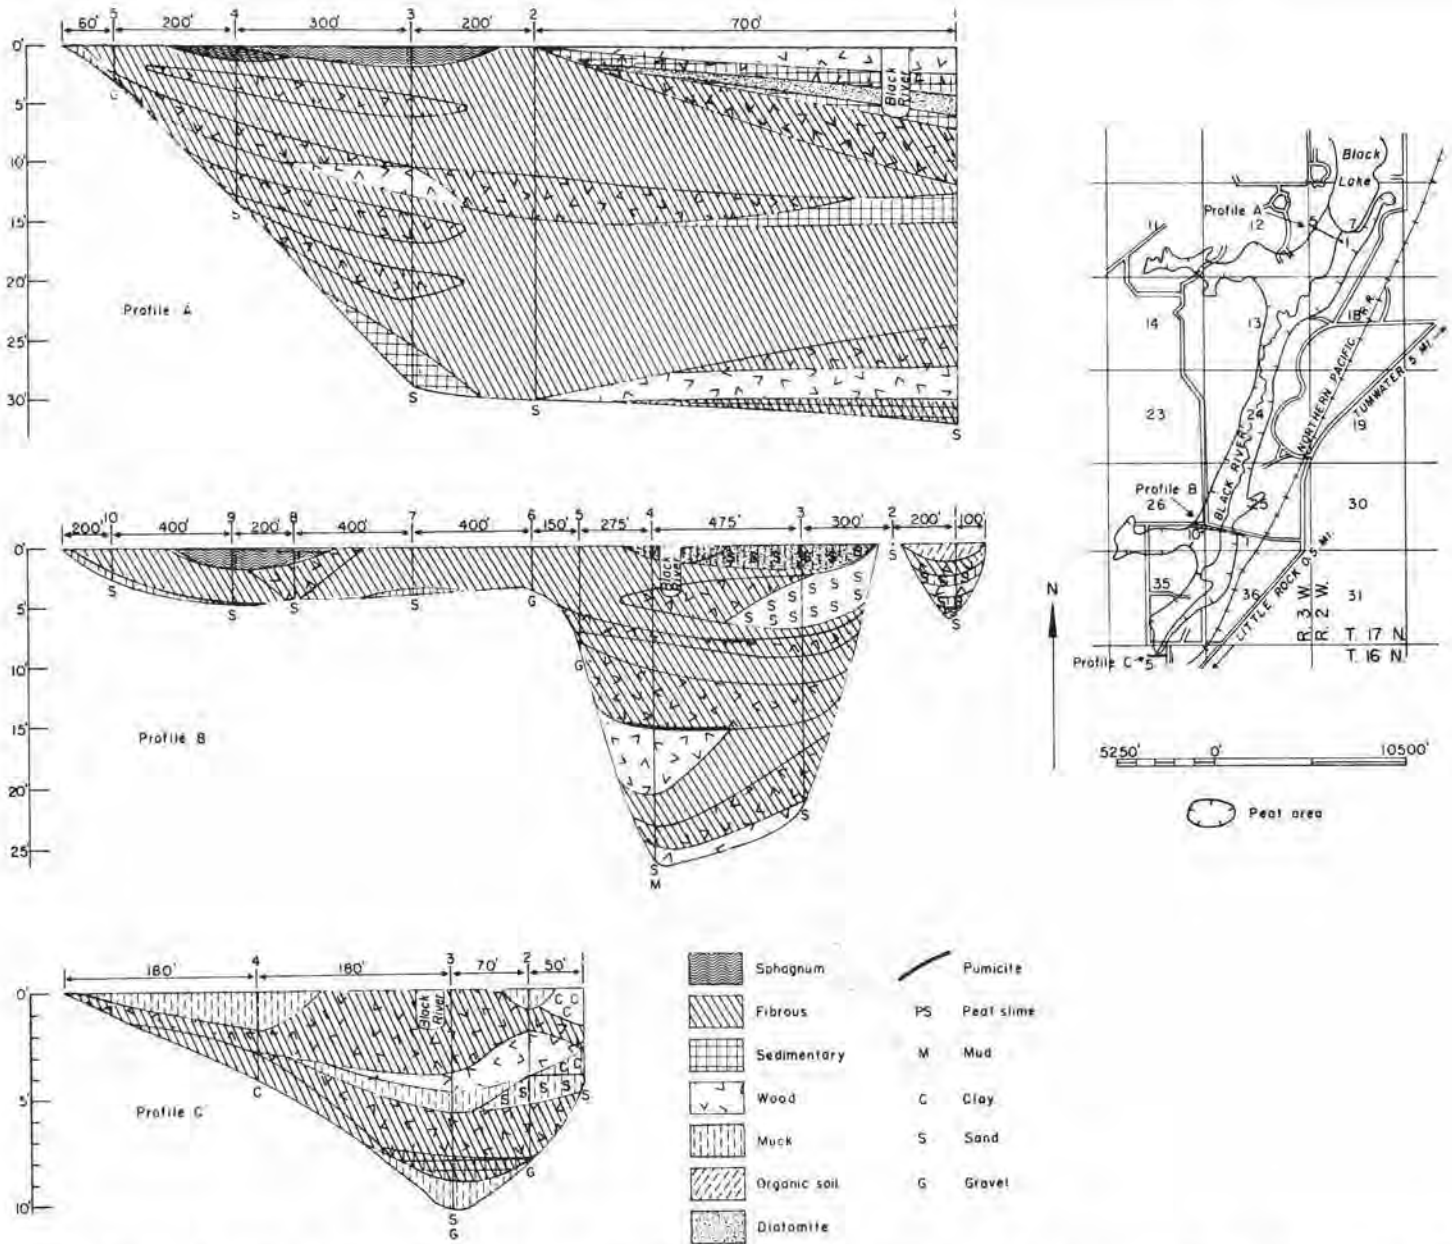 60' 5 200' 4 300' 3 200' 2 700' 1
0'
5'
10'
15'
20'
25'
30'
Black River
G
S
S
S
S
Profile A
200' 10 400' 9 200' 8 400' 7 400' 6 150' 5 275' 4 475' 3 300' 2 200' 1 100'
0'
5'
10'
15'
20'
25'
Black River
S S S S
S S S
S S S
S S S
S
S
S
S
G
G
S
M
S
S
S
Profile B
180' 4 180' 3 70' 2 50' 1
0'
5'
10'
Black River
C C
C
C C
S S S S
C
S
G
G
S
Profile C
Black Lake
Profile A
11
12
5
7
1
14
13
18
R.R.
NORTHERN PACIFIC
TUMWATER 5 MI.
23
24
19
BLACK RIVER
Profile B
26
25
30
10
1
35
36
31
LITTLE ROCK 0.5 MI.
R. 3 W.
R. 2 W.
T. 17 N.
T. 16 N.
Profile C 5
N
5250' 0' 10500'
Peat area
Sphagnum
Fibrous
Sedimentary
Wood
Muck
Organic soil
Diatomite
Pumicite
PS Peat slime
M Mud
C Clay
S Sand
G Gravel